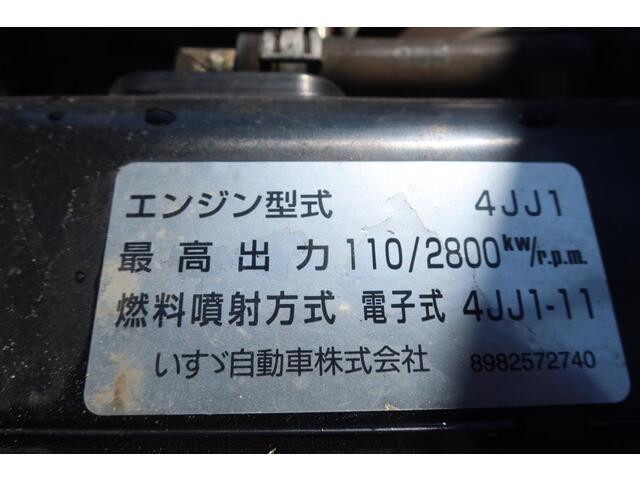 エンジン型式 4JJ1
最高出力 110/2800 kw/r.p.m.
燃料噴射方式 電子式 4JJ1-11
いすゞ自動車株式会社 8982572740